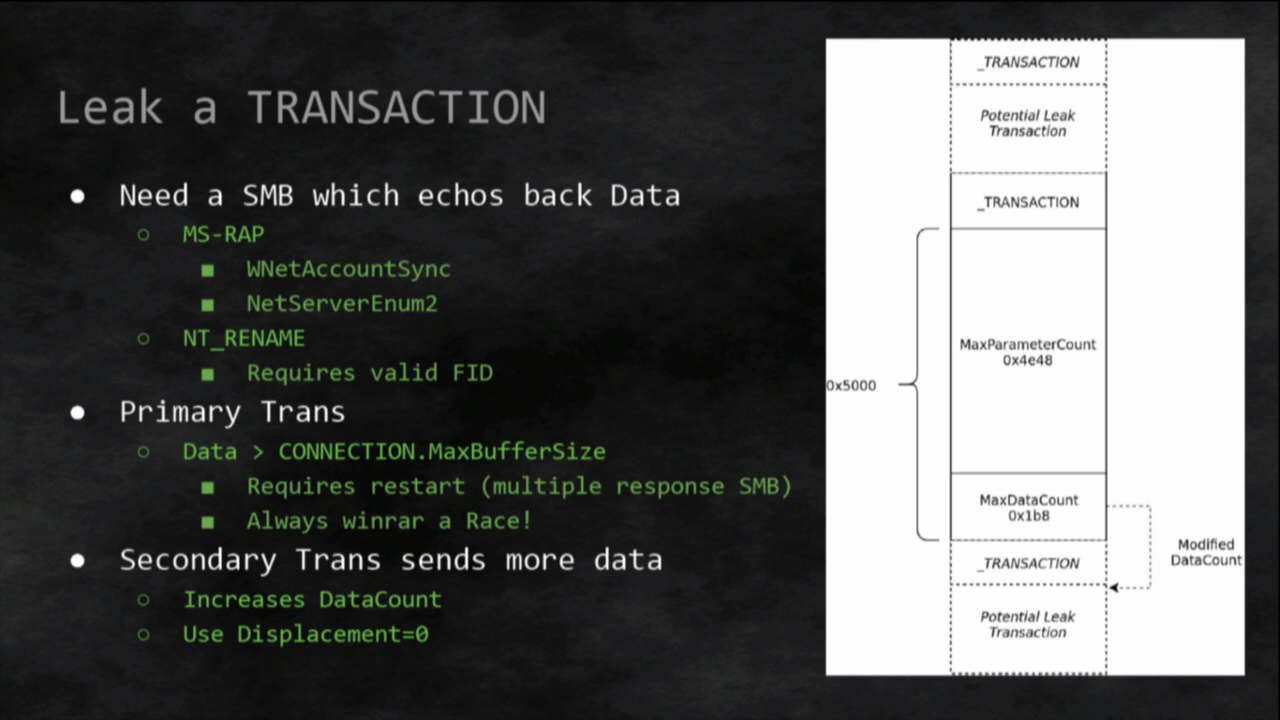 Leak a TRANSACTION
● Need a SMB which echos back Data
○ MS-RAP
■ WNetAccountSync
■ NetServerEnum2
○ NT_RENAME
■ Requires valid FID
● Primary Trans
○ Data > CONNECTION.MaxBufferSize
■ Requires restart (multiple response SMB)
■ Always winrar a Race!
● Secondary Trans sends more data
○ Increases DataCount
○ Use Displacement=0
_TRANSACTION
Potential Leak
Transaction
_TRANSACTION
MaxParameterCount
0x4e48
0x5000
MaxDataCount
0x1b8
Modified
DataCount
_TRANSACTION
Potential Leak
Transaction